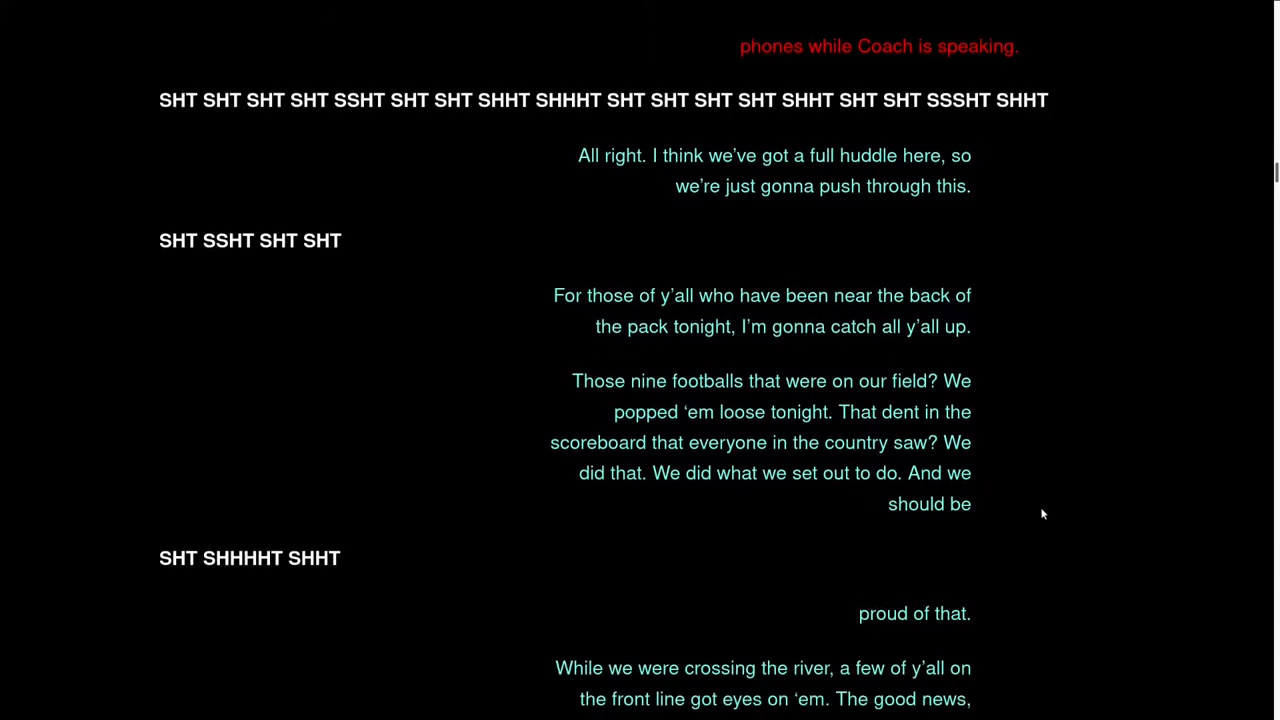 phones while Coach is speaking.
SHT SHT SHT SHT SSHT SHT SHT SHHT SHHHT SHT SHT SHT SHT SHHT SHT SHT SSSHT SHHT
All right. I think we’ve got a full huddle here, so
we’re just gonna push through this.
SHT SSHT SHT SHT
For those of y’all who have been near the back of
the pack tonight, I’m gonna catch all y’all up.
Those nine footballs that were on our field? We
popped ‘em loose tonight. That dent in the
scoreboard that everyone in the country saw? We
did that. We did what we set out to do. And we
should be
SHT SHHHHT SHHT
proud of that.
While we were crossing the river, a few of y’all on
the front line got eyes on ‘em. The good news,